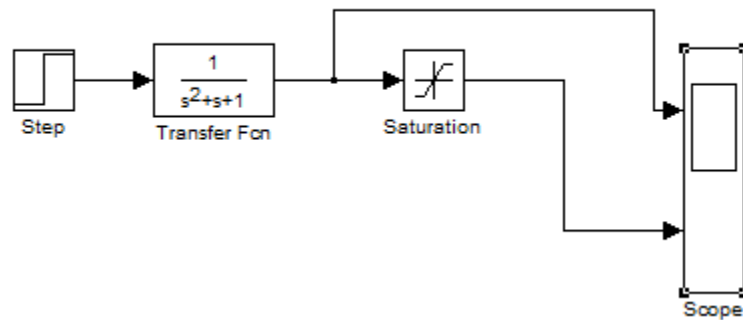 1
s2+s+1
Step
Transfer Fcn
Saturation
Scope